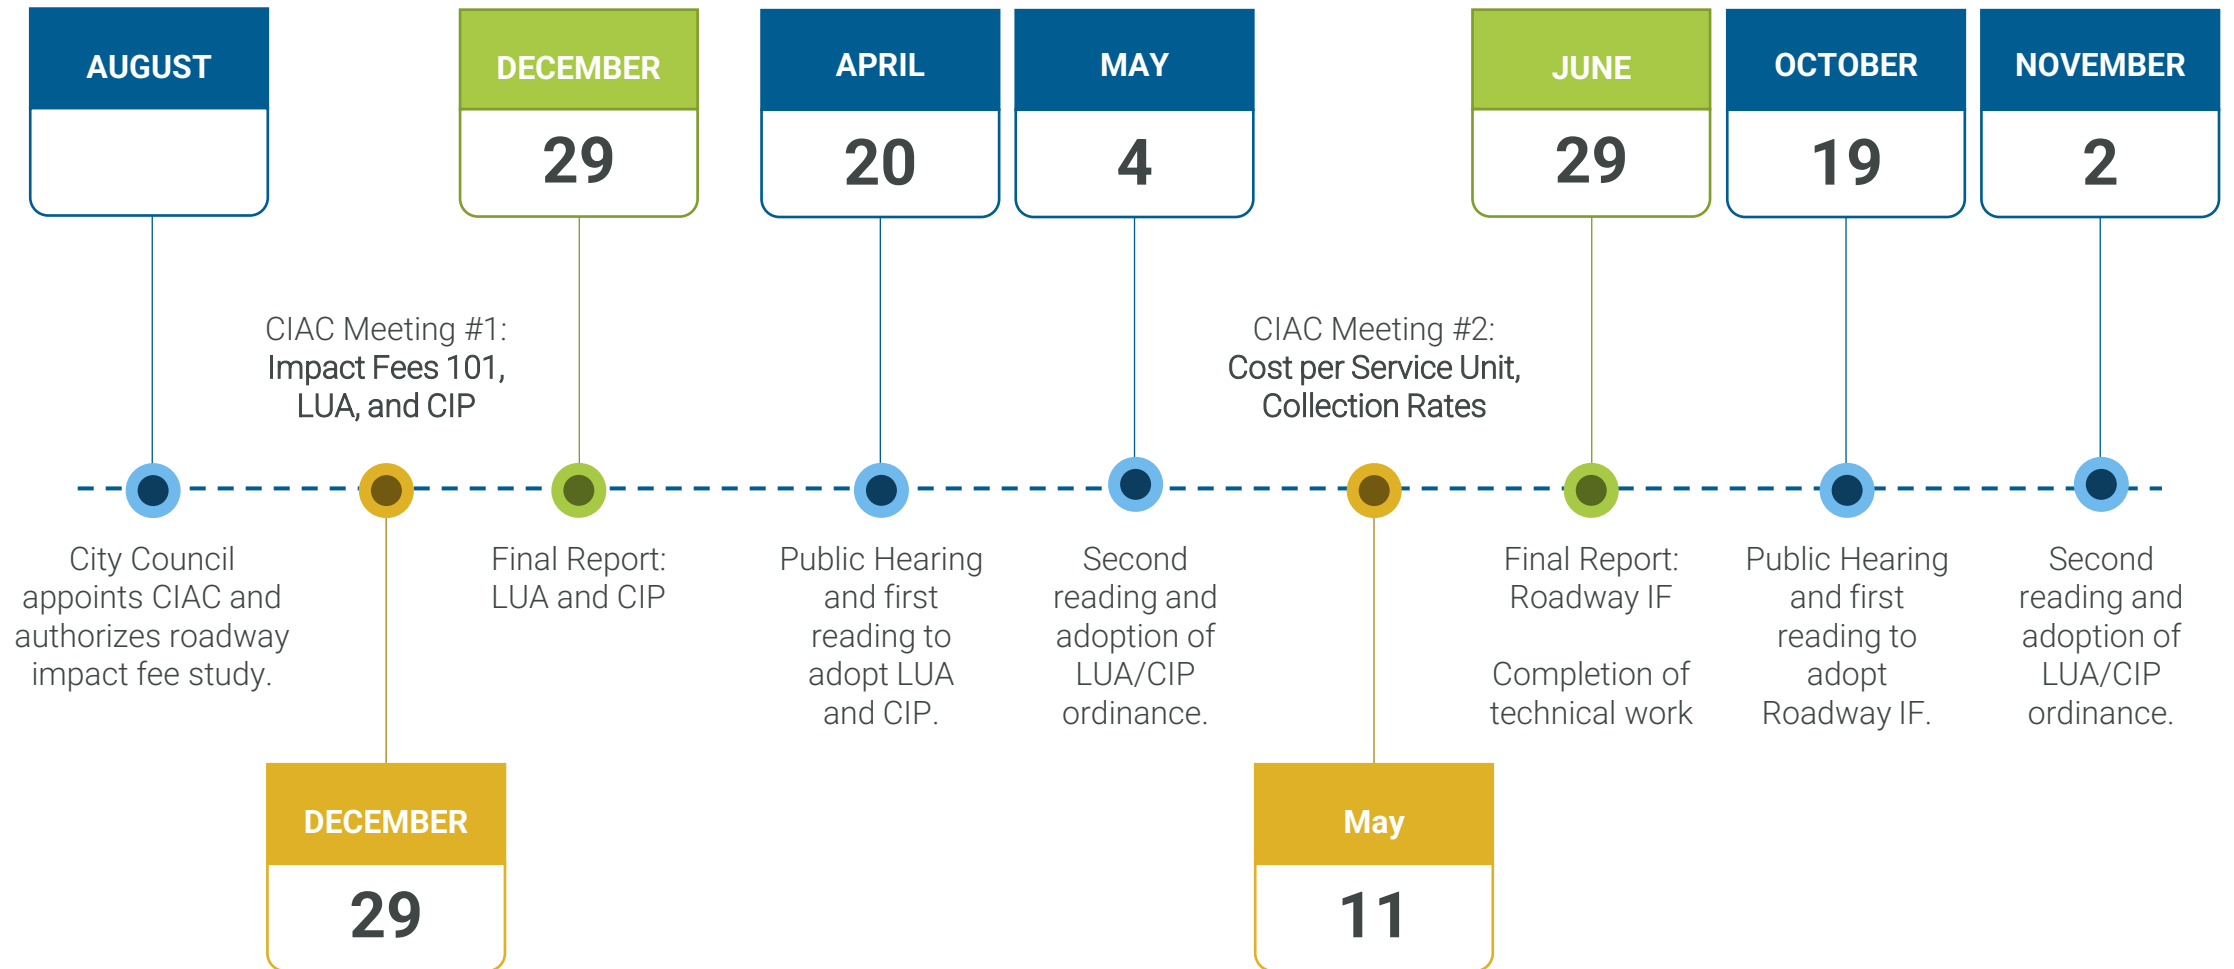 AUGUST
DECEMBER
29
APRIL
20
MAY
4
JUNE
29
OCTOBER
19
NOVEMBER
2
CIAC Meeting #1:
Impact Fees 101,
LUA, and CIP
CIAC Meeting #2:
Cost per Service Unit,
Collection Rates
City Council
appoints CIAC and
authorizes roadway
impact fee study.
Final Report:
LUA and CIP
Public Hearing
and first
reading to
adopt LUA
and CIP.
Second
reading and
adoption of
LUA/CIP
ordinance.
Final Report:
Roadway IF
Completion of
technical work
Public Hearing
and first
reading to
adopt
Roadway IF.
Second
reading and
adoption of
LUA/CIP
ordinance.
DECEMBER
29
May
11